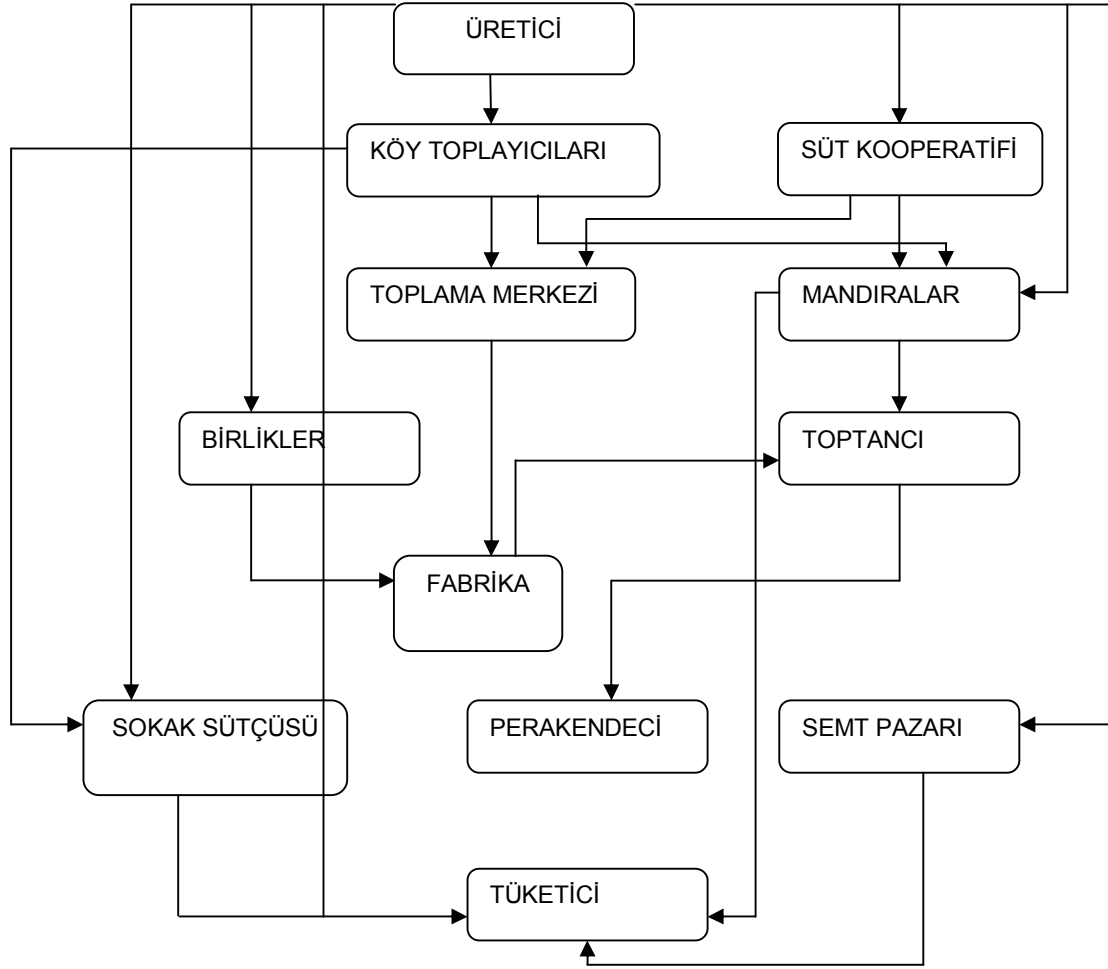 ÜRETİCİ
KÖY TOPLAYICILARI
SÜT KOOPERATİFİ
TOPLAMA MERKEZİ
MANDIRALAR
BİRLİKLER
TOPTANCI
FABRİKA
SOKAK SÜTÇÜSÜ
PERAKENDECİ
SEMT PAZARI
TÜKETİCİ